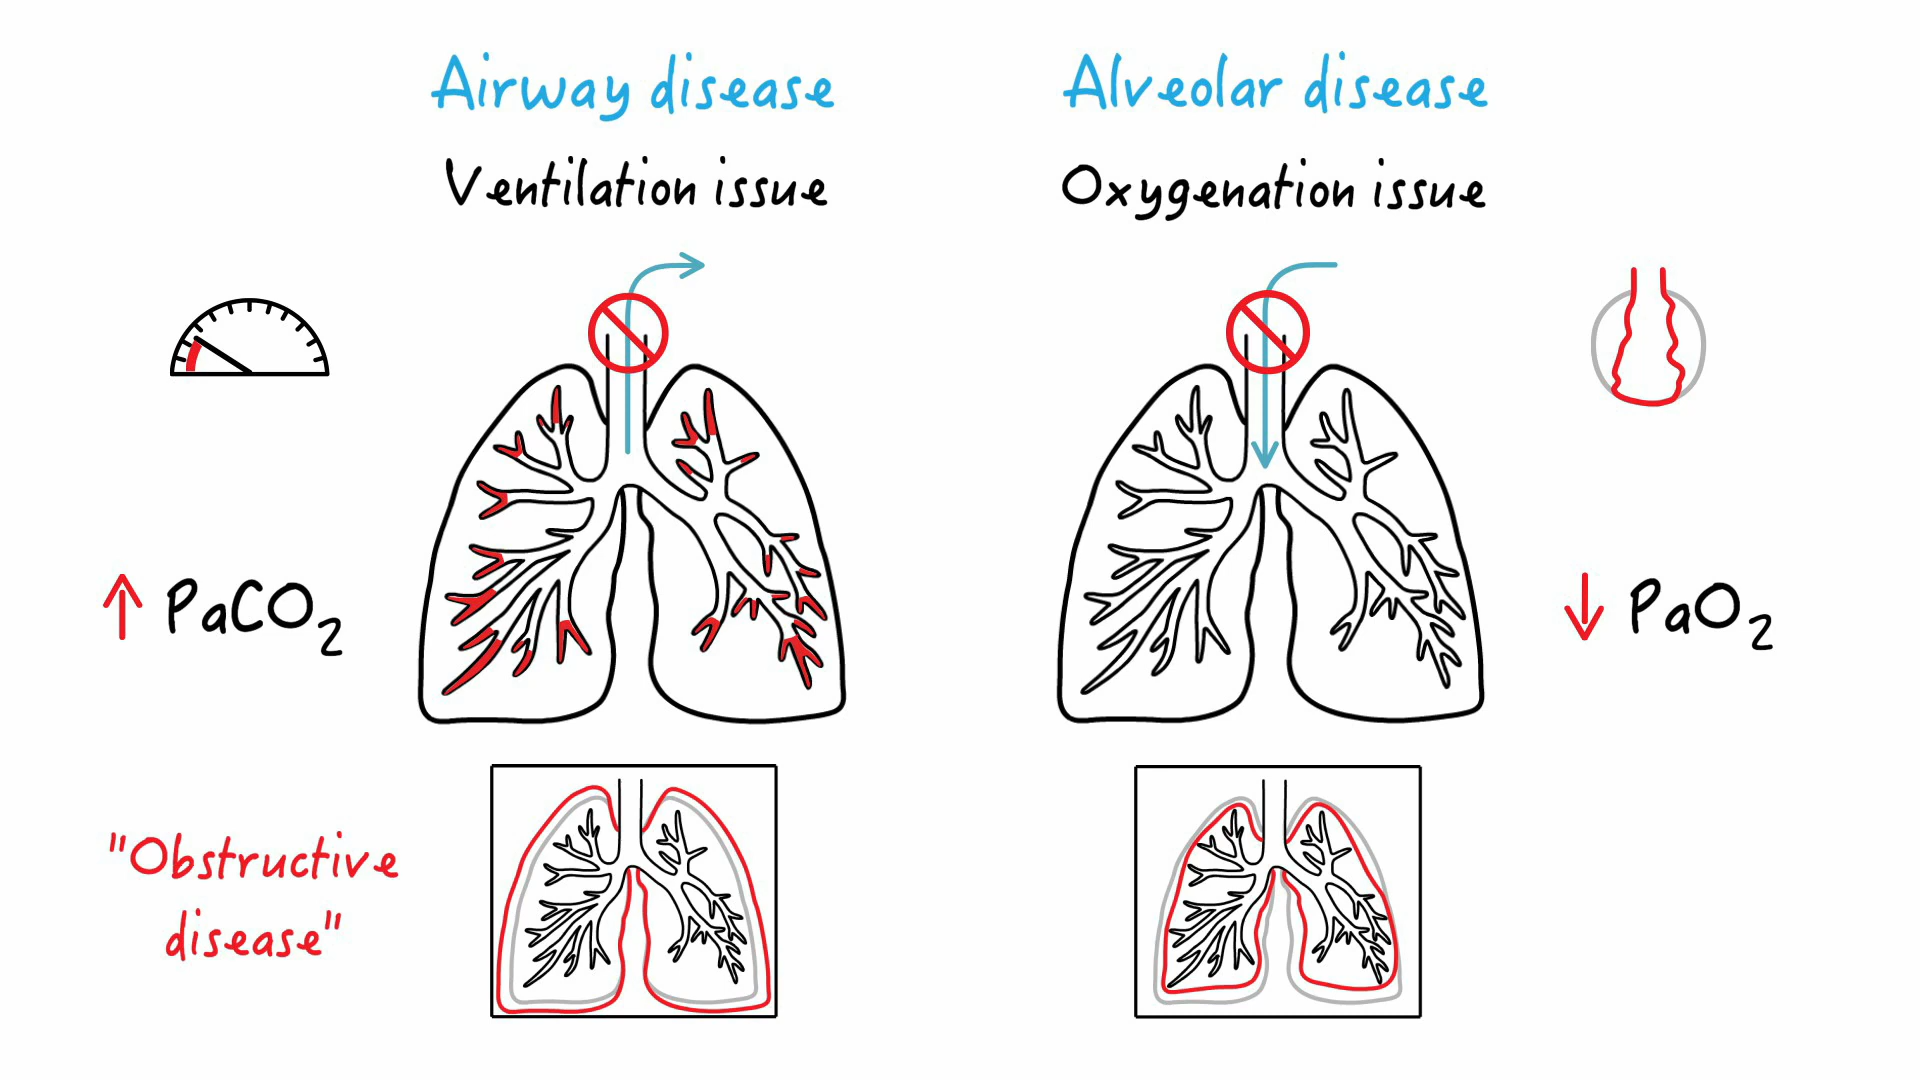 Airway disease
Ventilation issue
↑ PaCO₂
"Obstructive
disease"
Alveolar disease
Oxygenation issue
↓ PaO₂